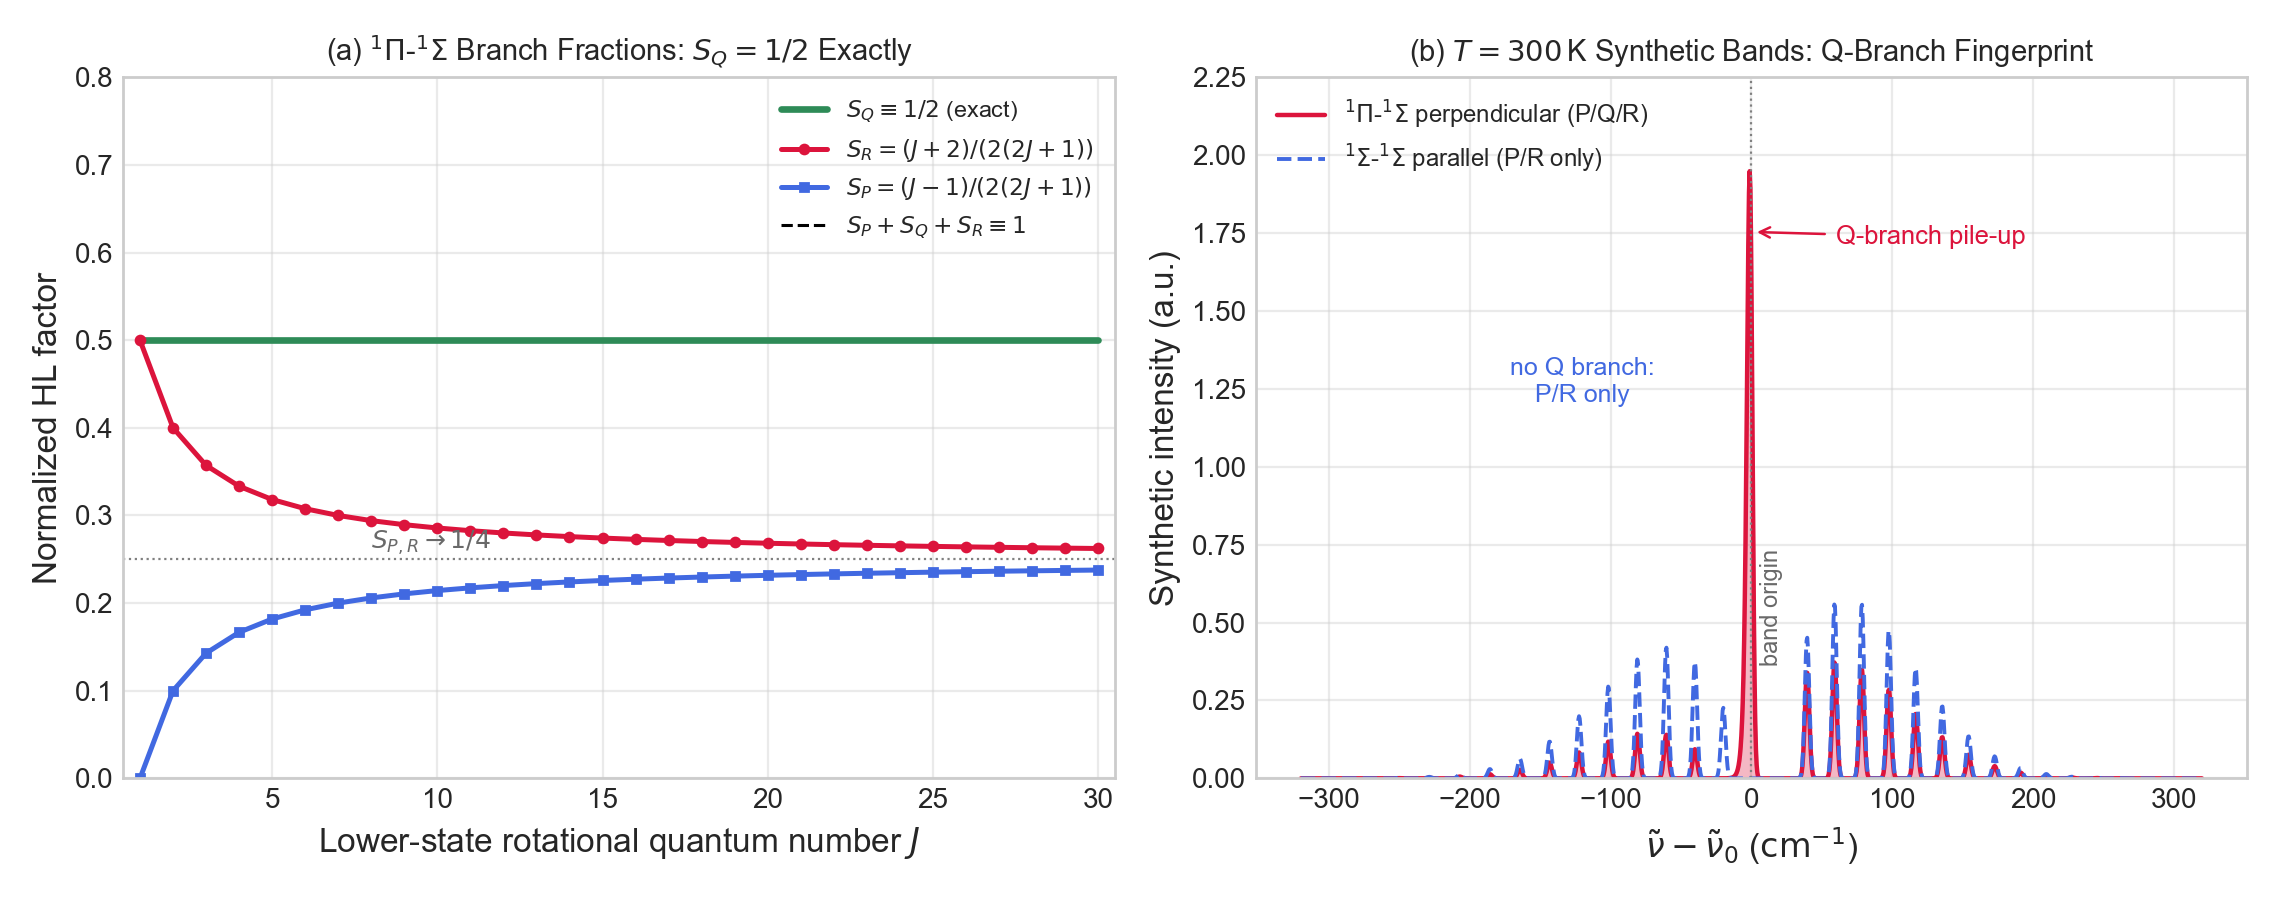 (a) ¹Π-¹Σ Branch Fractions: S_Q = 1/2 Exactly
0.8
0.7
0.6
0.5
0.4
0.3
0.2
0.1
0.0
Normalized HL factor
S_Q ≡ 1/2 (exact)
S_R = (J + 2)/(2(2J + 1))
S_P = (J − 1)/(2(2J + 1))
S_P + S_Q + S_R ≡ 1
S_{P,R} → 1/4
5
10
15
20
25
30
Lower-state rotational quantum number J
(b) T = 300 K Synthetic Bands: Q-Branch Fingerprint
2.25
2.00
1.75
1.50
1.25
1.00
0.75
0.50
0.25
0.00
Synthetic intensity (a.u.)
¹Π-¹Σ perpendicular (P/Q/R)
¹Σ-¹Σ parallel (P/R only)
Q-branch pile-up
no Q branch:
P/R only
band origin
−300
−200
−100
0
100
200
300
ν̃ − ν̃₀ (cm⁻¹)